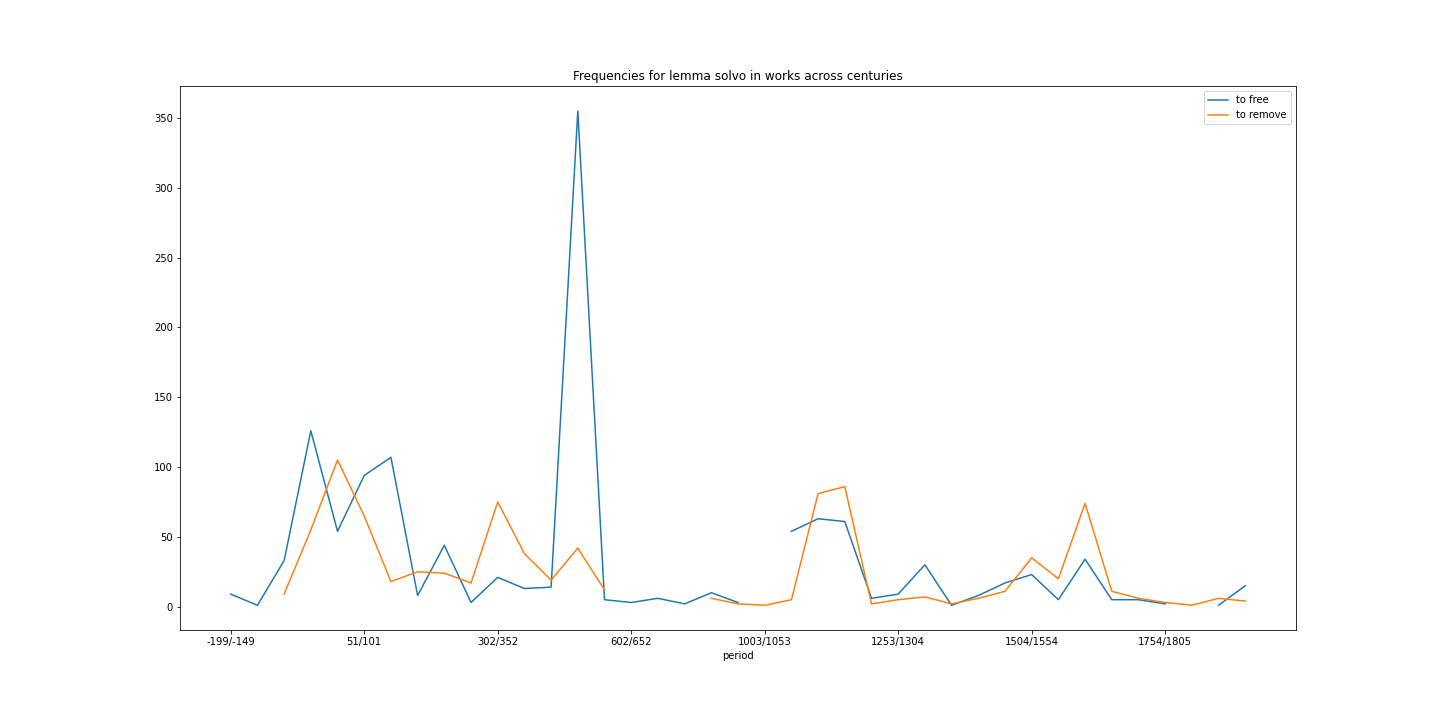 Frequencies for lemma solvo in works across centuries
to free
to remove
350
300
250
200
150
100
50
0
-199/-149 51/101 302/352 602/652 1003/1053 1253/1304 1504/1554 1754/1805
period